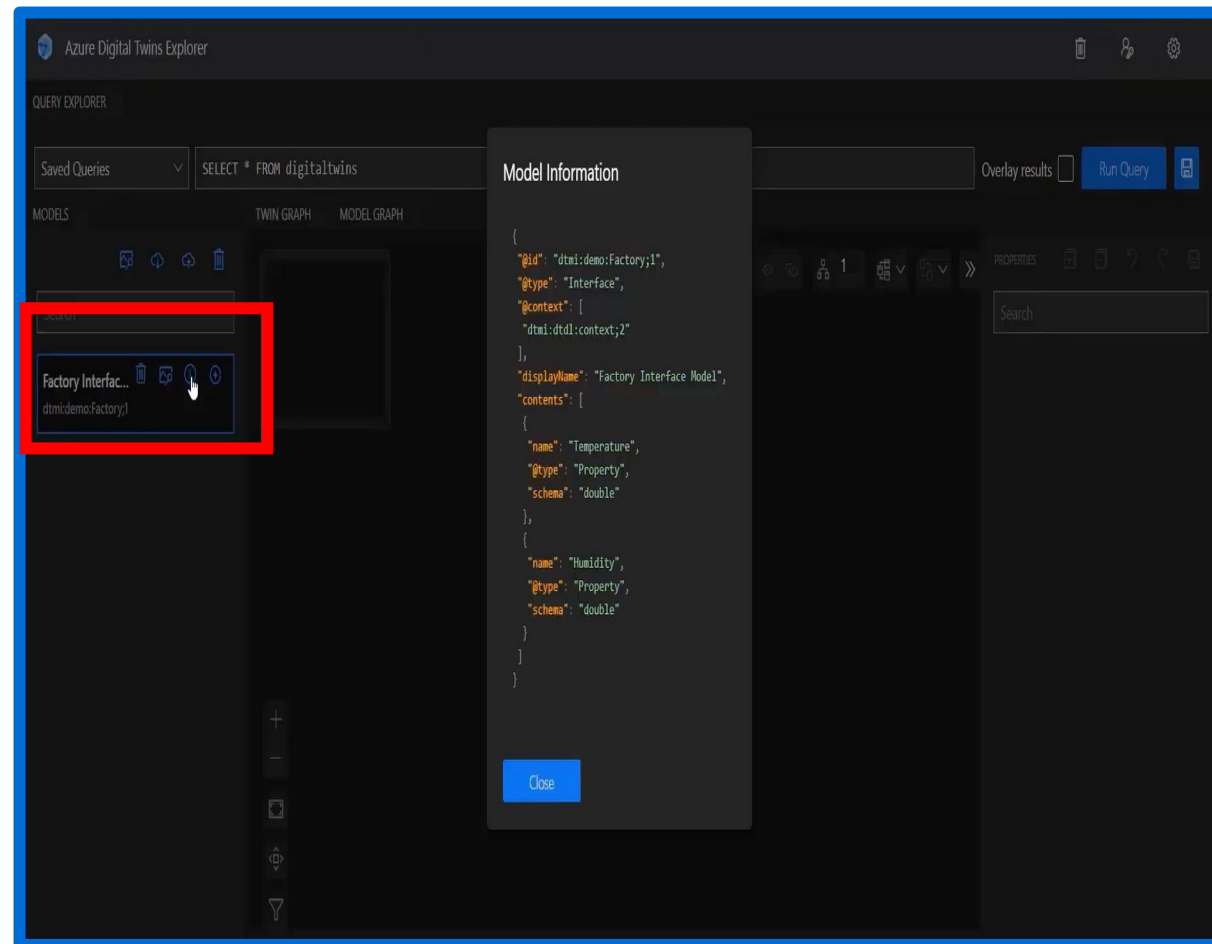 Azure Digital Twins Explorer
QUERY EXPLORER
Saved Queries
SELECT * FROM digitaltwins
Overlay results
Run Query
MODELS
TWIN GRAPH
MODEL GRAPH
1
PROPERTIES
Search
Search
Factory Interfac...
dtmi:demo:Factory;1
Model Information
{
"@id": "dtmi:demo:Factory;1",
"@type": "Interface",
"@context": [
"dtmi:dtdl:context;2"
],
"displayName": "Factory Interface Model",
"contents": [
{
"name": "Temperature",
"@type": "Property",
"schema": "double"
},
{
"name": "Humidity",
"@type": "Property",
"schema": "double"
}
]
}
Close